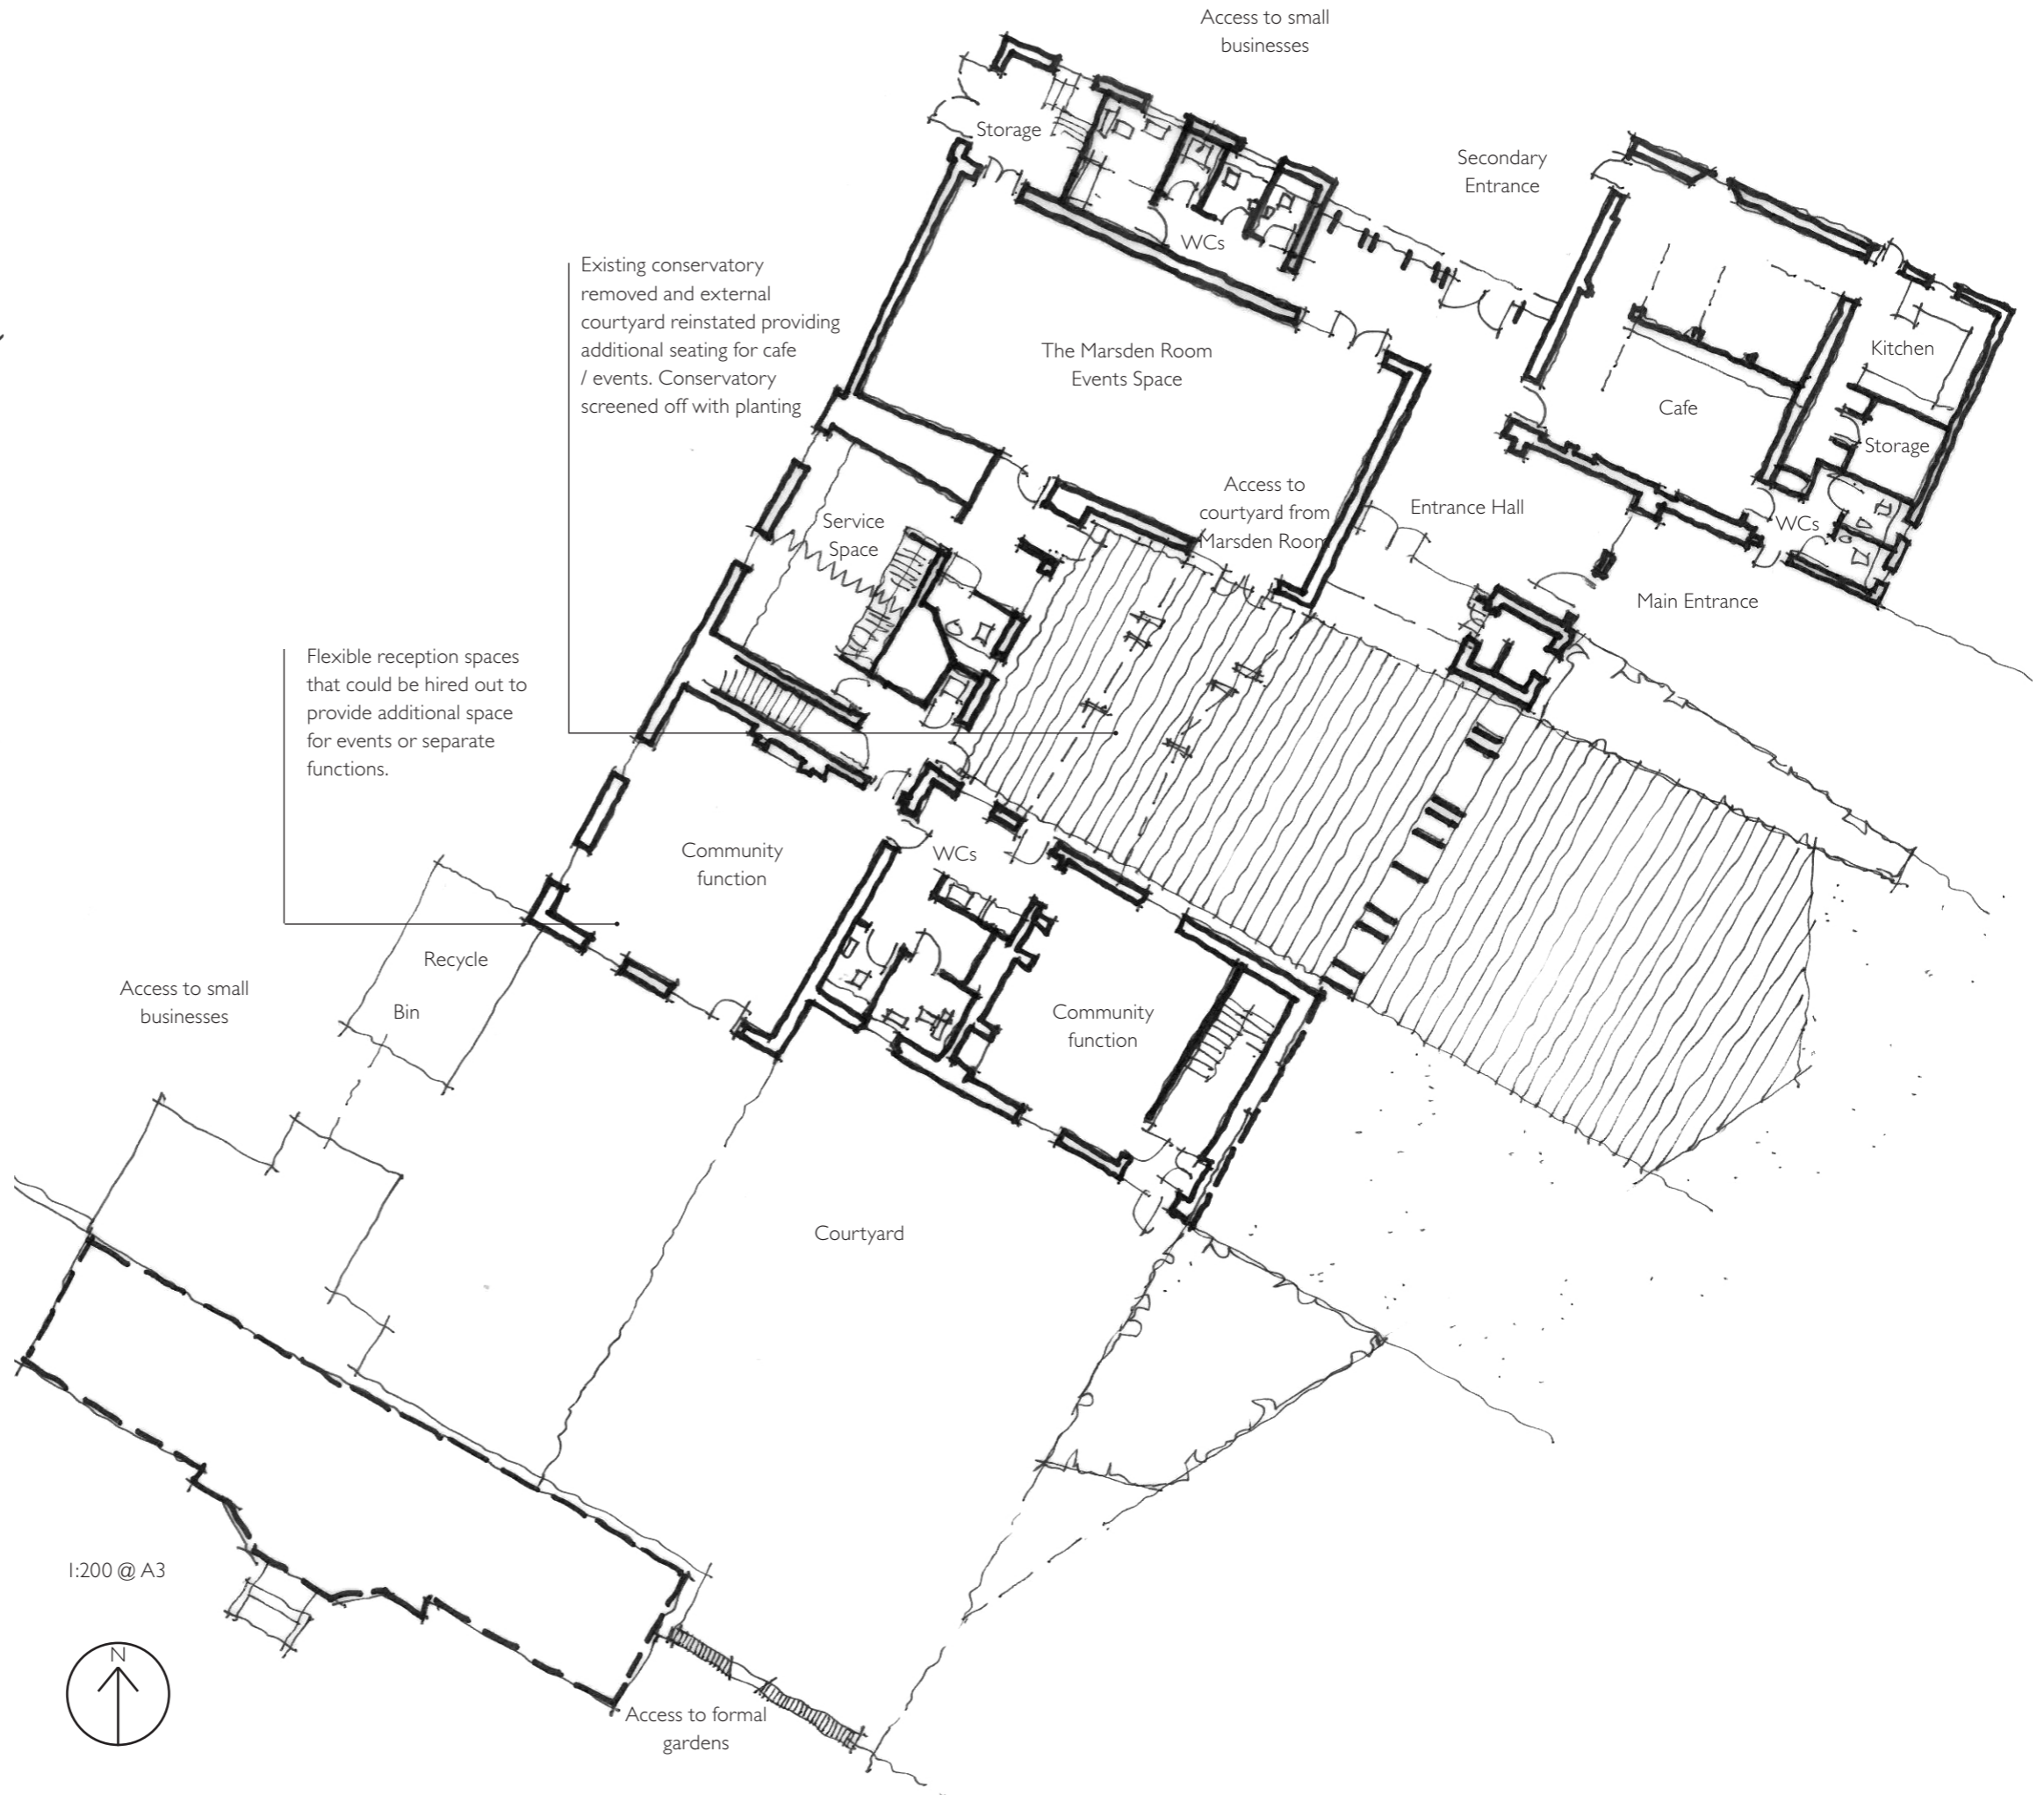 Access to small
businesses
Storage
Secondary
Entrance
WCs
Existing conservatory
removed and external
courtyard reinstated providing
additional seating for cafe
/ events. Conservatory
screened off with planting
The Marsden Room
Events Space
Kitchen
Cafe
Storage
Access to
courtyard from
Marsden Room
Entrance Hall
Service
Space
WCs
Main Entrance
Flexible reception spaces
that could be hired out to
provide additional space
for events or separate
functions.
Community
function
WCs
Recycle
Bin
Access to small
businesses
Community
function
Courtyard
1:200 @ A3
N
Access to formal
gardens